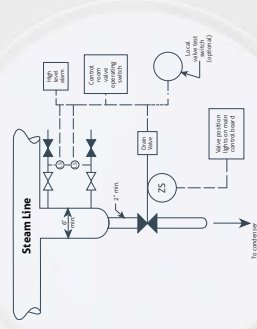 High
level
alarm
Control
room
valve
operating
switch
Local
valve test
switch
(optional)
Steam Line
6"
min.
2" min.
Drain
Valve
ZS
Valve position
lights on main
control board
To condenser